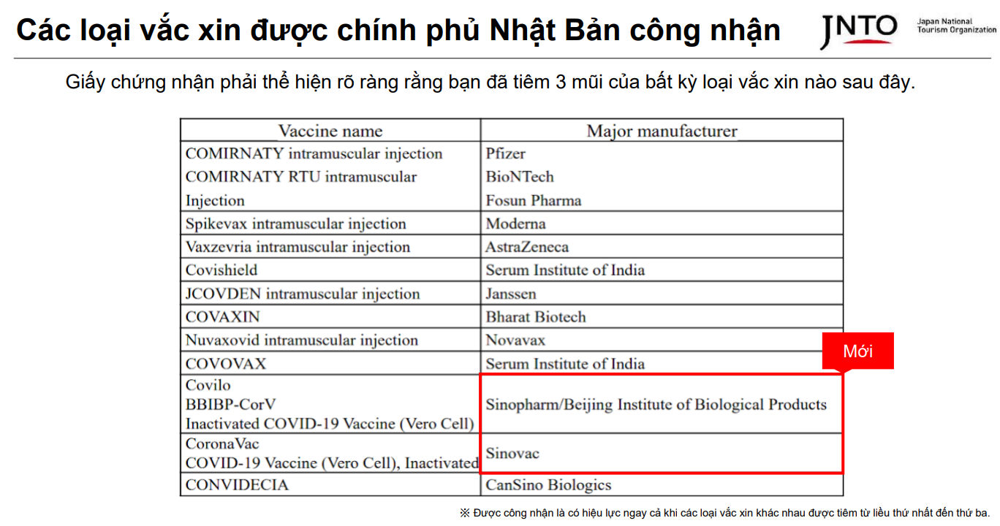 Các loại vắc xin được chính phủ Nhật Bản công nhận
JNTO
Japan National
Tourism Organization
Giấy chứng nhận phải thể hiện rõ ràng rằng bạn đã tiêm 3 mũi của bất kỳ loại vắc xin nào sau đây.
Vaccine name Major manufacturer
COMIRNATY intramuscular injection Pfizer
COMIRNATY RTU intramuscular BioNTech
Injection Fosun Pharma
Spikevax intramuscular injection Moderna
Vaxzevria intramuscular injection AstraZeneca
Covishield Serum Institute of India
JCOVDEN intramuscular injection Janssen
COVAXIN Bharat Biotech
Nuvaxovid intramuscular injection Novavax
Mới
COVOVAX Serum Institute of India
Covilo
BBIBP-CorV Sinopharm/Beijing Institute of Biological Products
Inactivated COVID-19 Vaccine (Vero Cell)
CoronaVac
Sinovac
COVID-19 Vaccine (Vero Cell), Inactivated
CONVIDECIA CanSino Biologics
※ Được công nhận là có hiệu lực ngay cả khi các loại vắc xin khác nhau được tiêm từ liều thứ nhất đến thứ ba.